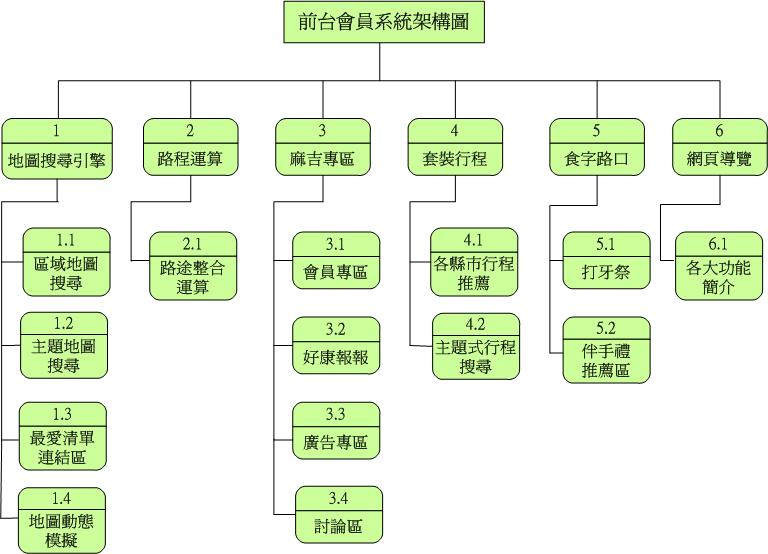 前台會員系統架構圖
1
地圖搜尋引擎
2
路程運算
3
麻吉專區
4
套裝行程
5
食字路口
6
網頁導覽
1.1
區域地圖
搜尋
1.2
主題地圖
搜尋
1.3
最愛清單
連結區
1.4
地圖動態
模擬
2.1
路途整合
運算
3.1
會員專區
3.2
好康報報
3.3
廣告專區
3.4
討論區
4.1
各縣市行程
推薦
4.2
主題式行程
搜尋
5.1
打牙祭
5.2
伴手禮
推薦區
6.1
各大功能
簡介